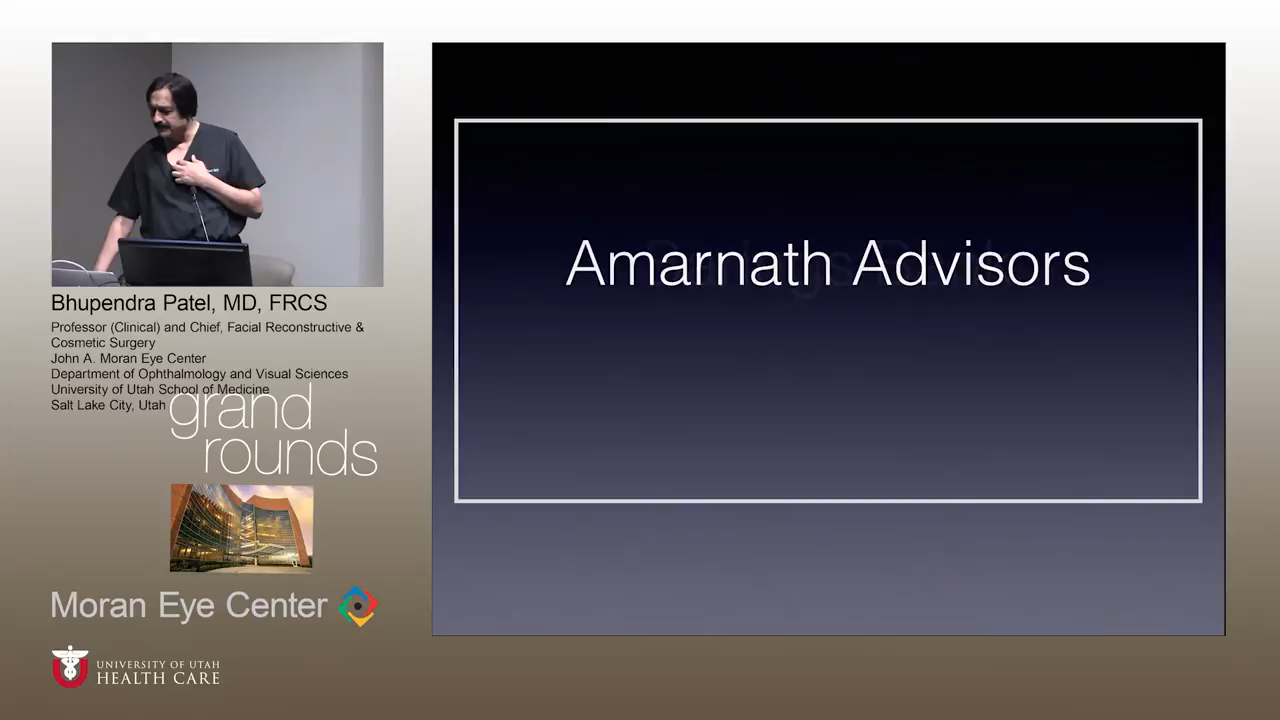 Bhupendra Patel, MD, FRCS
Professor (Clinical) and Chief, Facial Reconstructive &
Cosmetic Surgery
John A. Moran Eye Center
Department of Ophthalmology and Visual Sciences
University of Utah School of Medicine
Salt Lake City, Utah
grand
rounds
Moran Eye Center
UNIVERSITY OF UTAH
HEALTH CARE
Amarnath Advisors